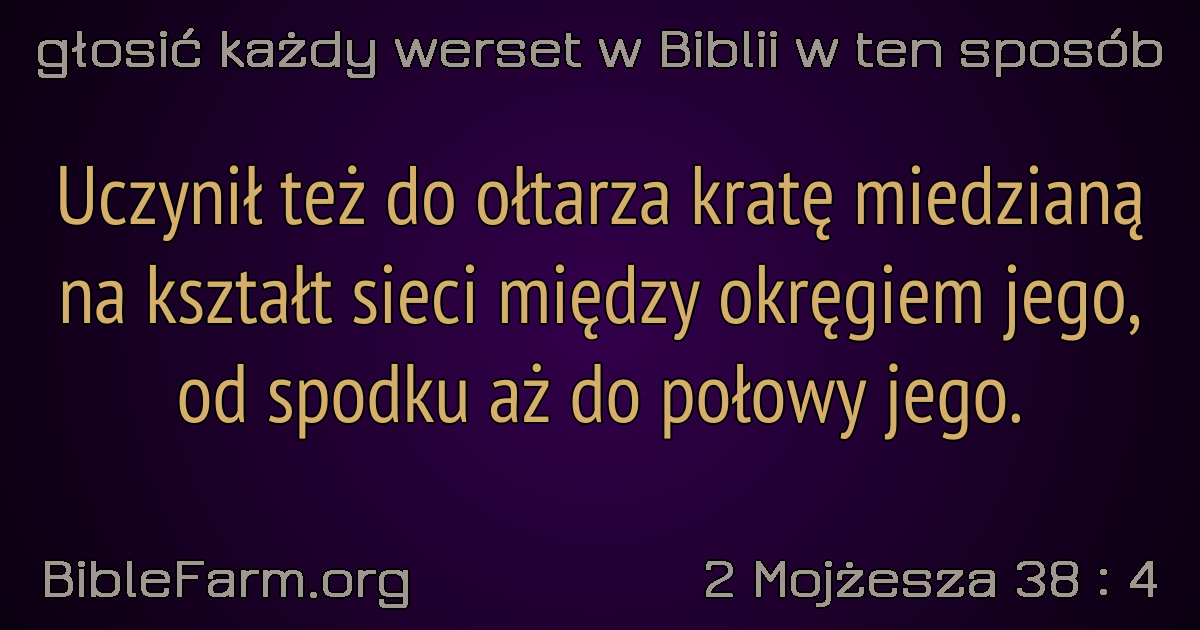 głosić każdy werset w Biblii w ten sposób
Uczynił też do ołtarza kratę miedzianą
na kształt sieci między okręgiem jego,
od spodku aż do połowy jego.
BibleFarm.org
2 Mojżesza 38 : 4